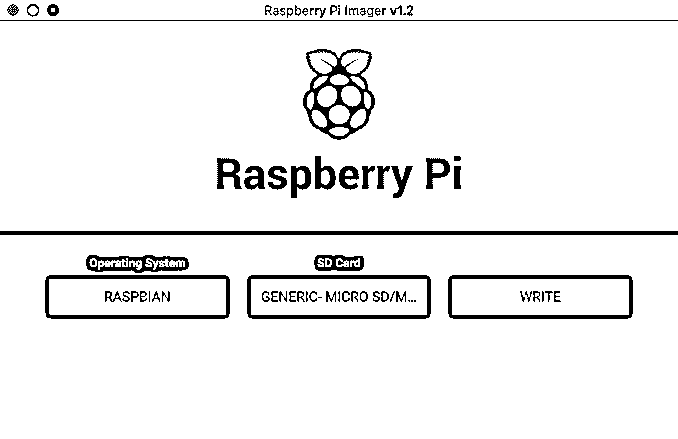 Raspberry Pi Imager v1.2
Raspberry Pi
Operating System
SD Card
RASPBIAN
GENERIC- MICRO SD/M...
WRITE